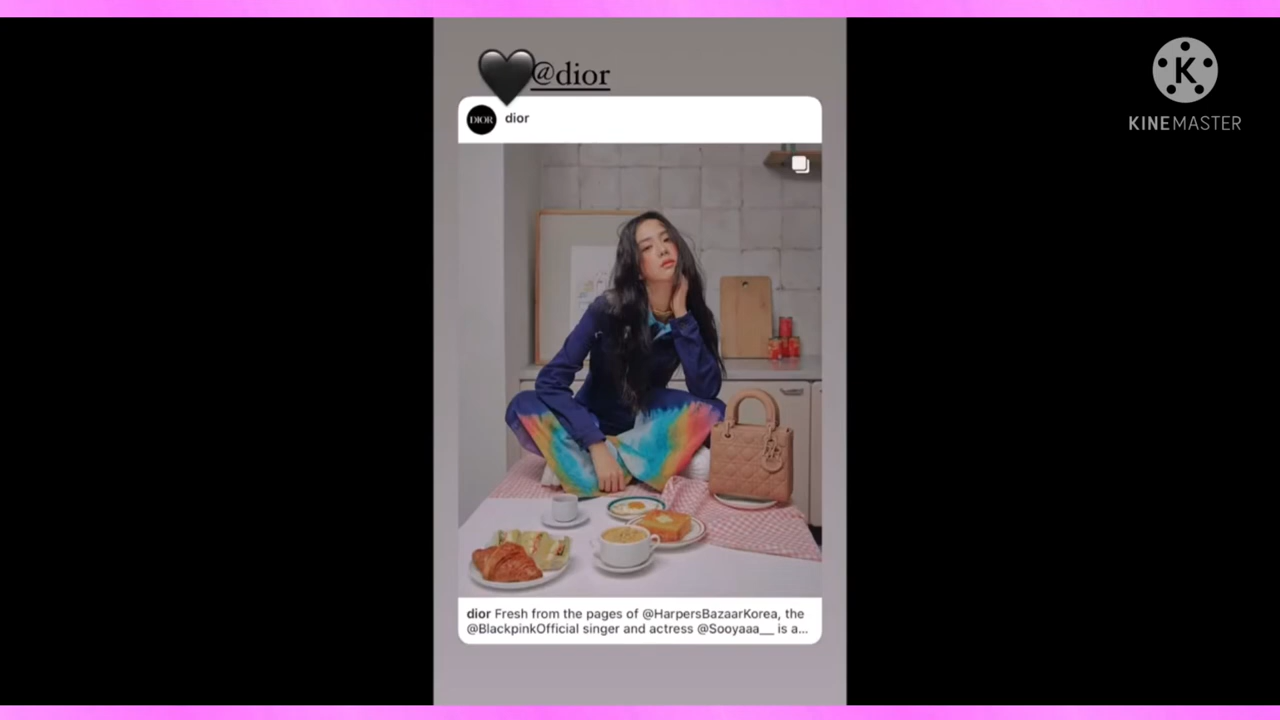 @dior
DIOR
dior
dior Fresh from the pages of @HarpersBazaarKorea, the
@BlackpinkOfficial singer and actress @Sooyaaa__ is a...
K
KINEMASTER